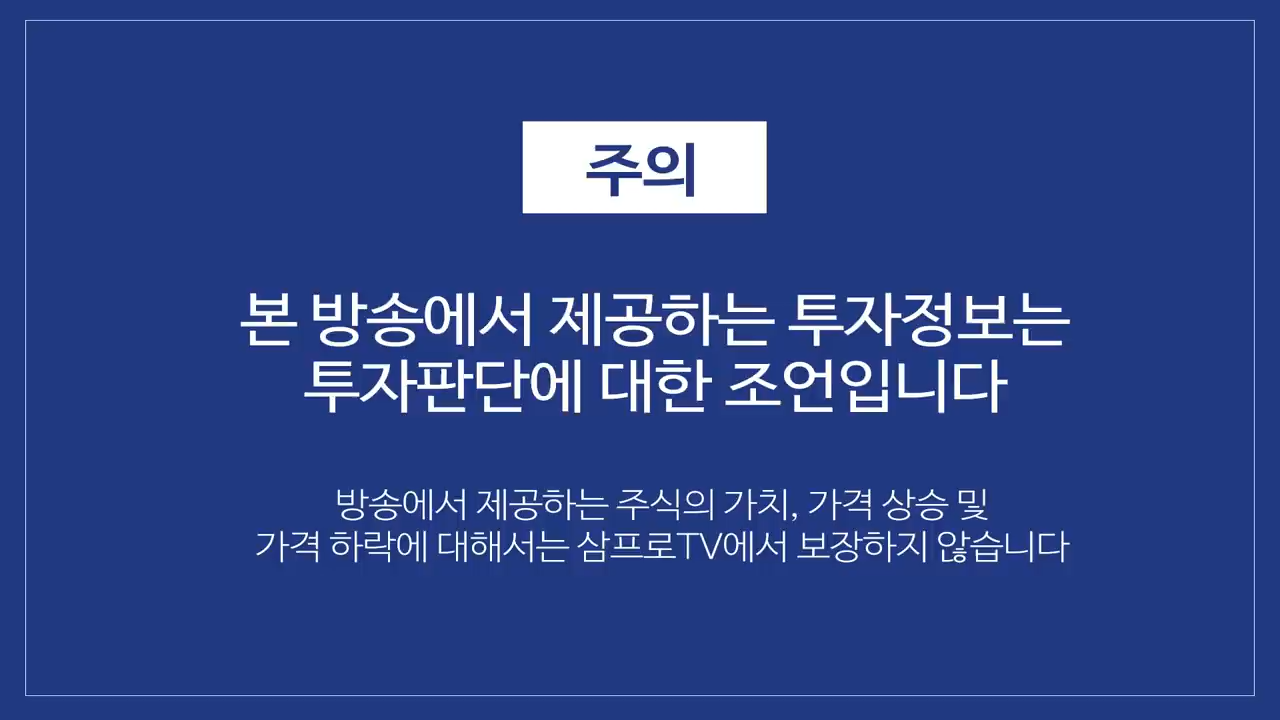 주의
본 방송에서 제공하는 투자정보는
투자판단에 대한 조언입니다
방송에서 제공하는 주식의 가치, 가격 상승 및
가격 하락에 대해서는 삼프로TV에서 보장하지 않습니다